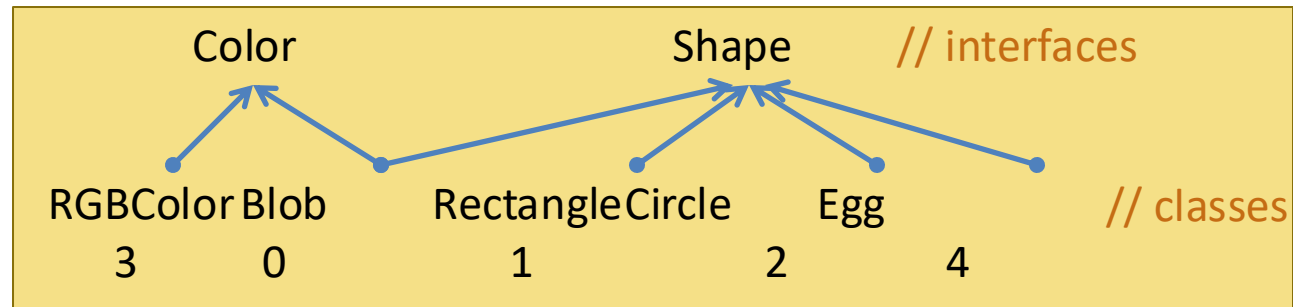 Color Shape // interfaces
RGBColor Blob Rectangle Circle Egg // classes
3 0 1 2 4